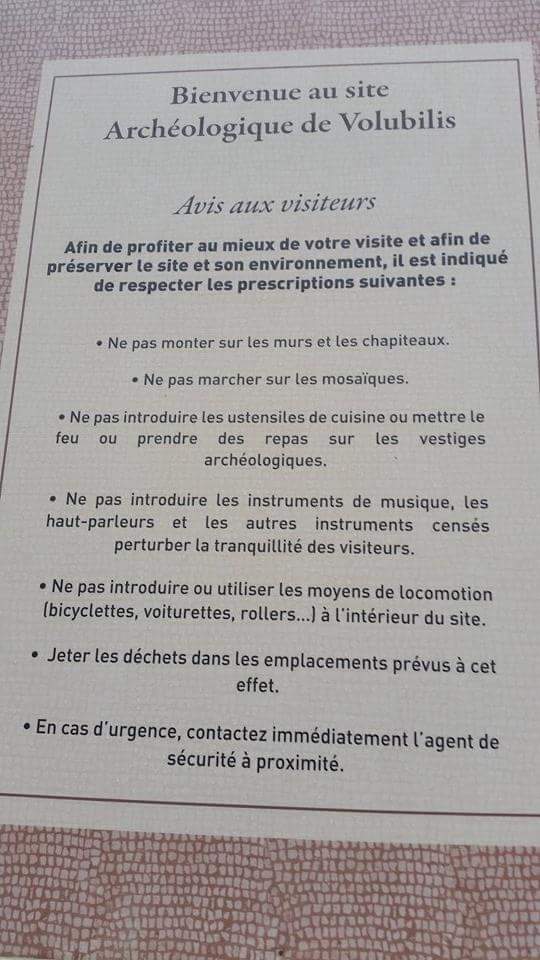 Bienvenue au site
Archéologique de Volubilis
Avis aux visiteurs
Afin de profiter au mieux de votre visite et afin de
préserver le site et son environnement, il est indiqué
de respecter les prescriptions suivantes :
• Ne pas monter sur les murs et les chapiteaux.
• Ne pas marcher sur les mosaïques.
• Ne pas introduire les ustensiles de cuisine ou mettre le
feu ou prendre des repas sur les vestiges
archéologiques.
• Ne pas introduire les instruments de musique, les
haut-parleurs et les autres instruments censés
perturber la tranquillité des visiteurs.
• Ne pas introduire ou utiliser les moyens de locomotion
(bicyclettes, voiturettes, rollers...) à l'intérieur du site.
• Jeter les déchets dans les emplacements prévus à cet
effet.
• En cas d'urgence, contactez immédiatement l'agent de
sécurité à proximité.